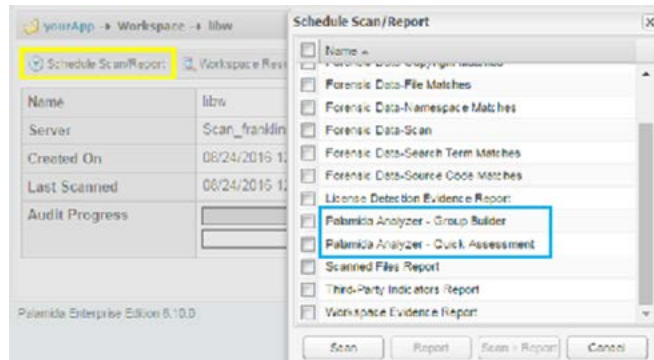 yourApp → Workspace → libw
Schedule Scan/Report
Workspace
Name libw
Server Scan_franklin
Created On 08/24/2016
Last Scanned 08/24/2016
Audit Progress
Palamida Enterprise Edition 6.10.0
Schedule Scan/Report
Name
Forensic Data-File Matches
Forensic Data-Namespace Matches
Forensic Data-Scan
Forensic Data-Search Term Matches
Forensic Data-Source Code Matches
License Detection Evidence Report
Palamida Analyzer - Group Builder
Palamida Analyzer - Quick Assessment
Scanned Files Report
Third-Party Indicators Report
Workspace Evidence Report
Scan
Report
Scan + Report
Cancel